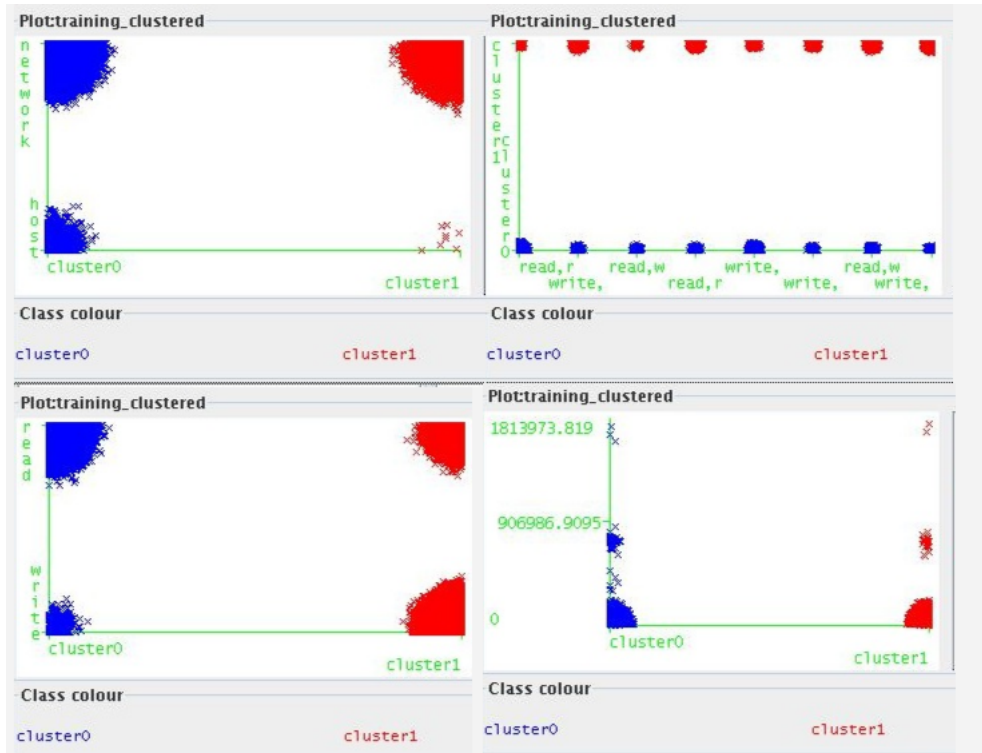 Plot:training_clustered
network
host
cluster0
cluster1
Class colour
cluster0 cluster1
Plot:training_clustered
cluster1
cluster0
read,r read,w write, read,w
write, read,r write, write,
Class colour
cluster0 cluster1
Plot:training_clustered
read
write
cluster0
cluster1
Class colour
cluster0 cluster1
Plot:training_clustered
1813973.819
906986.9095
0
cluster0
cluster1
Class colour
cluster0 cluster1